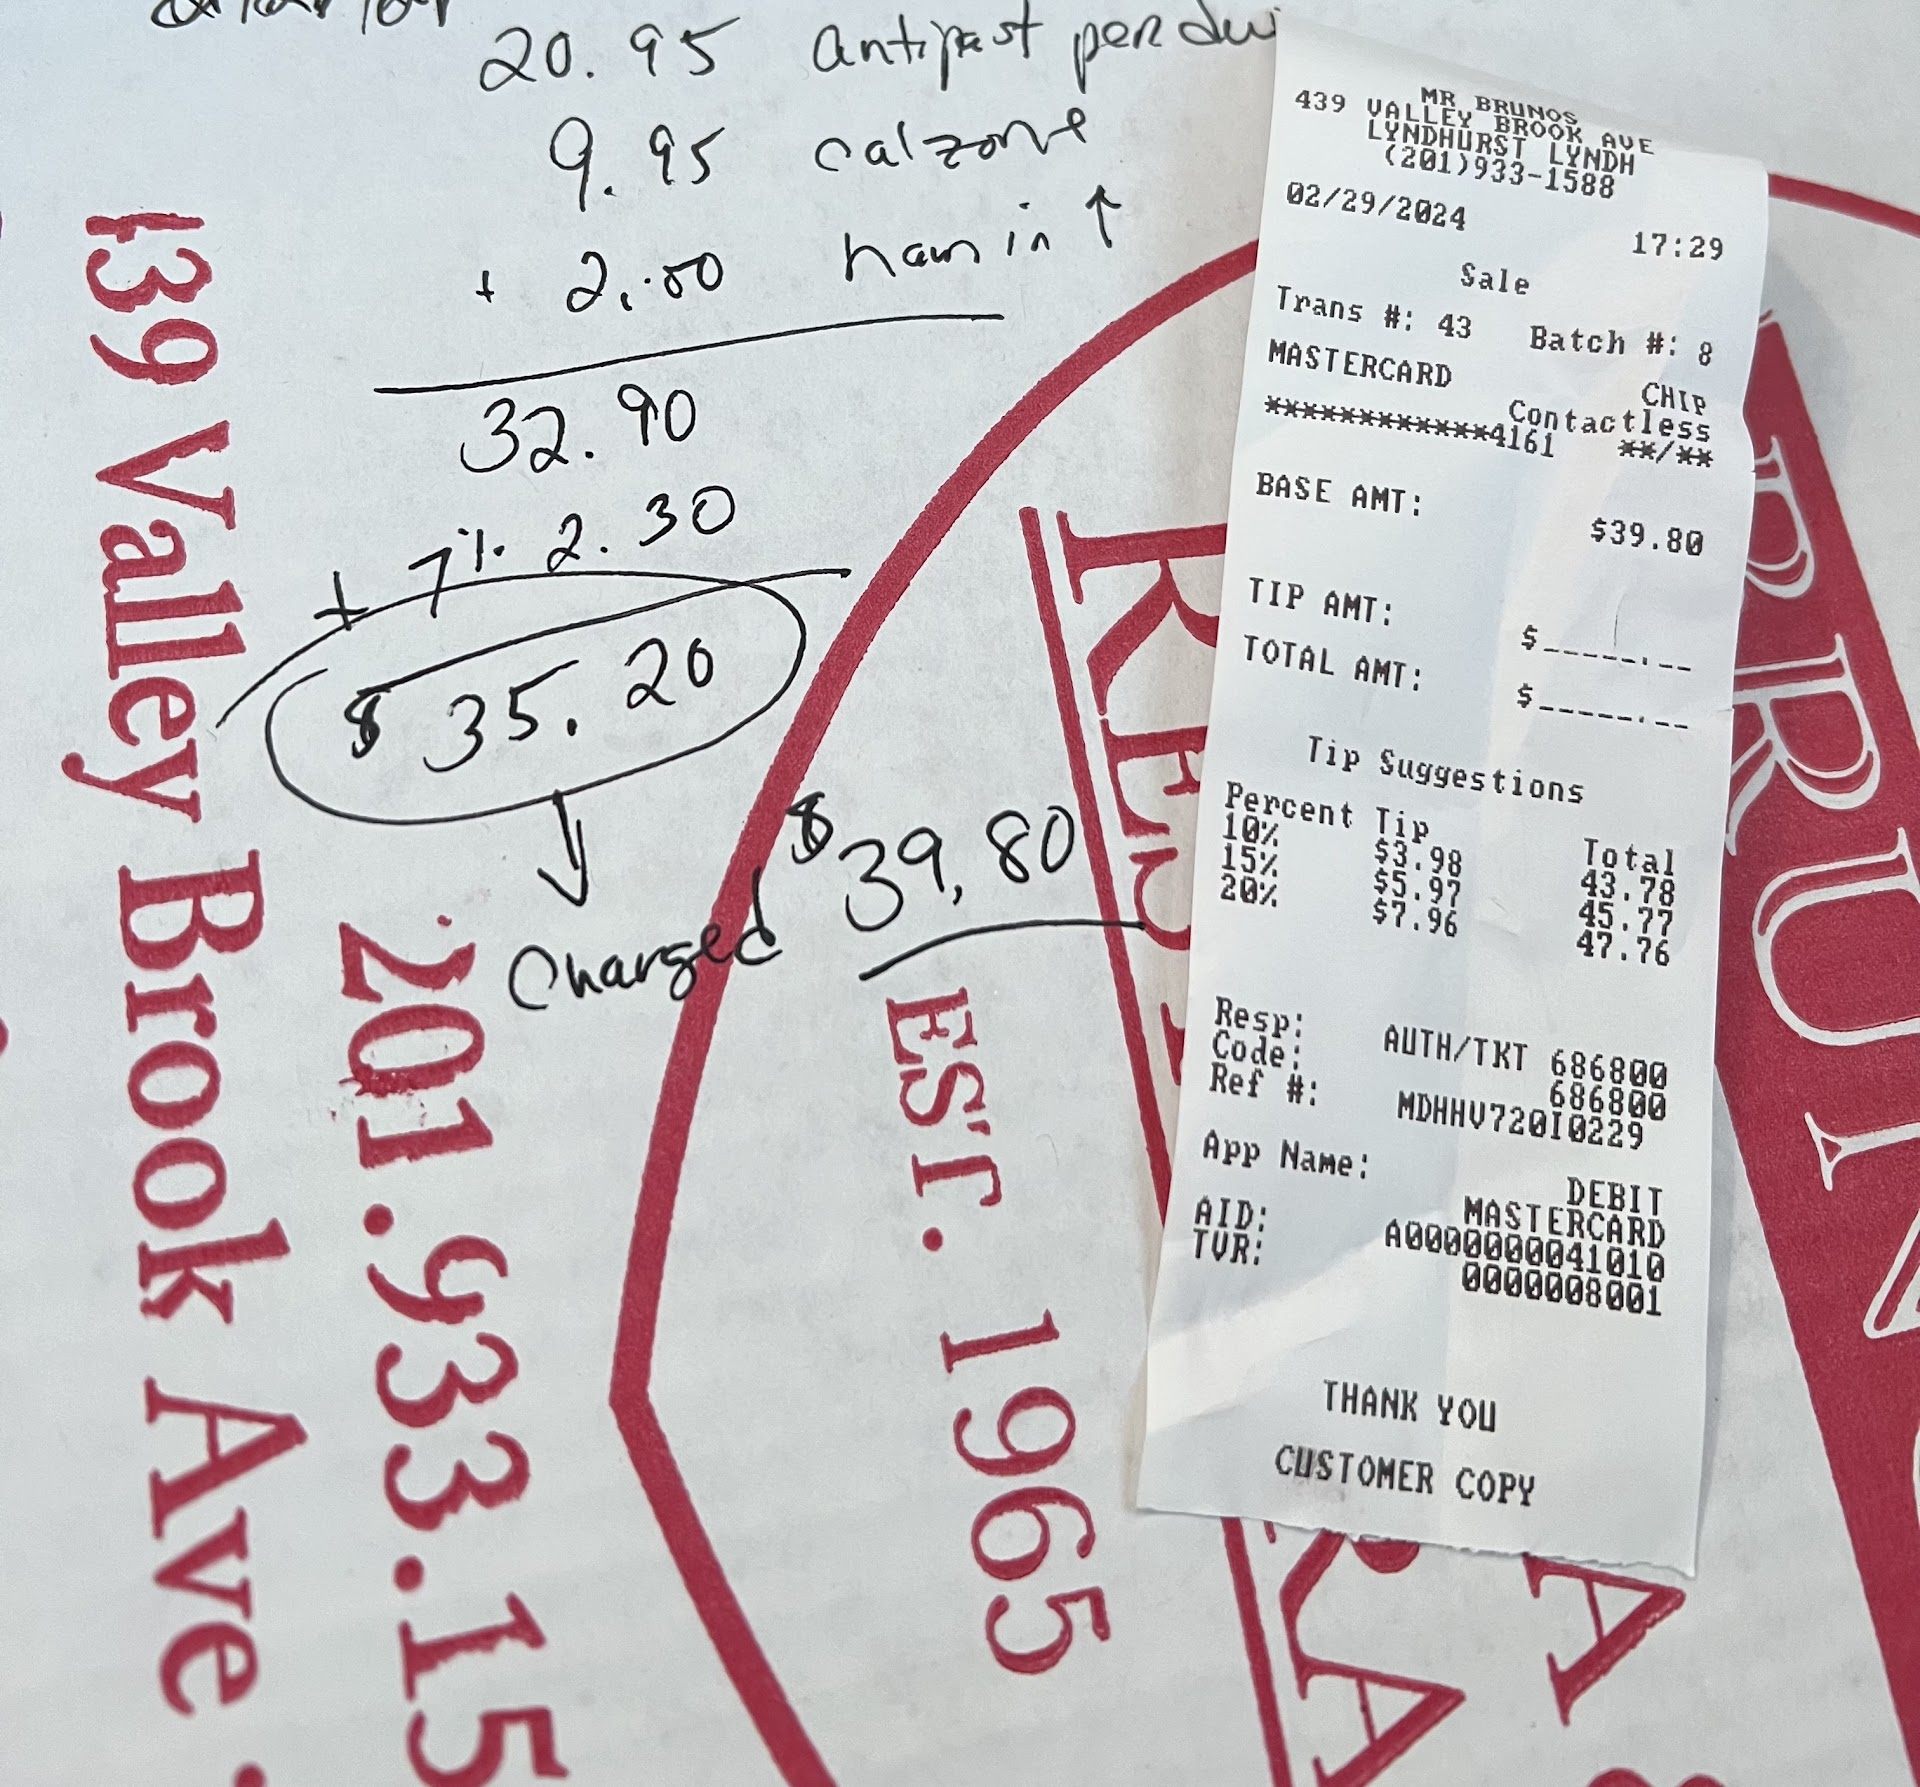 20.95 antipast per dui
9.95 calzone
+ 2.00 ham in ↑
32.90
+ 7% 2.30
$ 35.20
Charged $39.80
439 Valley Brook Ave
201.933.15
EST. 1965
MR BRUNOS
439 VALLEY BROOK AVE
LYNDHURST LYNDH
(201)933-1588
02/29/2024 17:29
Sale
Trans #: 43 Batch #: 8
MASTERCARD CHIP
Contactless
************4161 **/**
BASE AMT: $39.80
TIP AMT: $_____.__
TOTAL AMT: $_____.__
Tip Suggestions
Percent Tip Total
10% $3.98 43.78
15% $5.97 45.77
20% $7.96 47.76
Resp: AUTH/TKT 686800
Code: 686800
Ref #: MDHHV720I0229
App Name: DEBIT
MASTERCARD
AID: A0000000041010
TVR: 0000008001
THANK YOU
CUSTOMER COPY